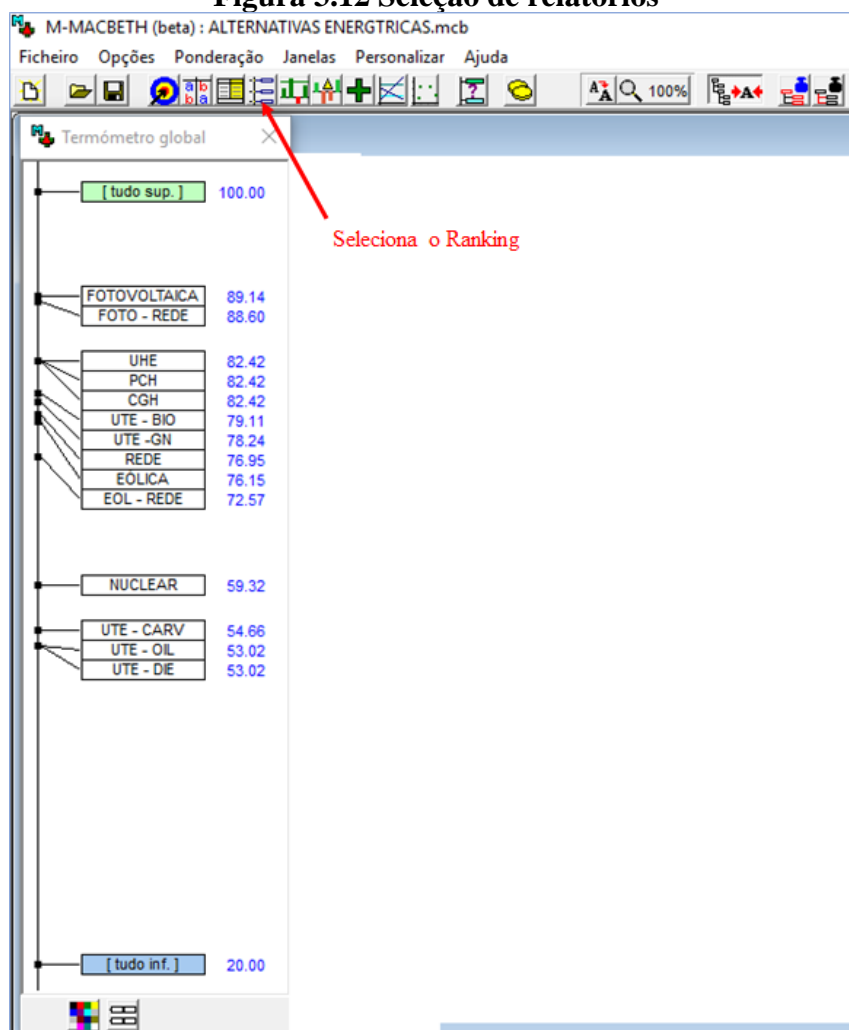 Figura 5.12 Seleção de relatórios
M-MACBETH (beta) : ALTERNATIVAS ENERGTRICAS.mcb
Ficheiro Opções Ponderação Janelas Personalizar Ajuda
100%
Termómetro global
[ tudo sup. ] 100.00
Seleciona o Ranking
FOTOVOLTAICA 89.14
FOTO - REDE 88.60
UHE 82.42
PCH 82.42
CGH 82.42
UTE - BIO 79.11
UTE -GN 78.24
REDE 76.95
EÓLICA 76.15
EOL - REDE 72.57
NUCLEAR 59.32
UTE - CARV 54.66
UTE - OIL 53.02
UTE - DIE 53.02
[ tudo inf. ] 20.00